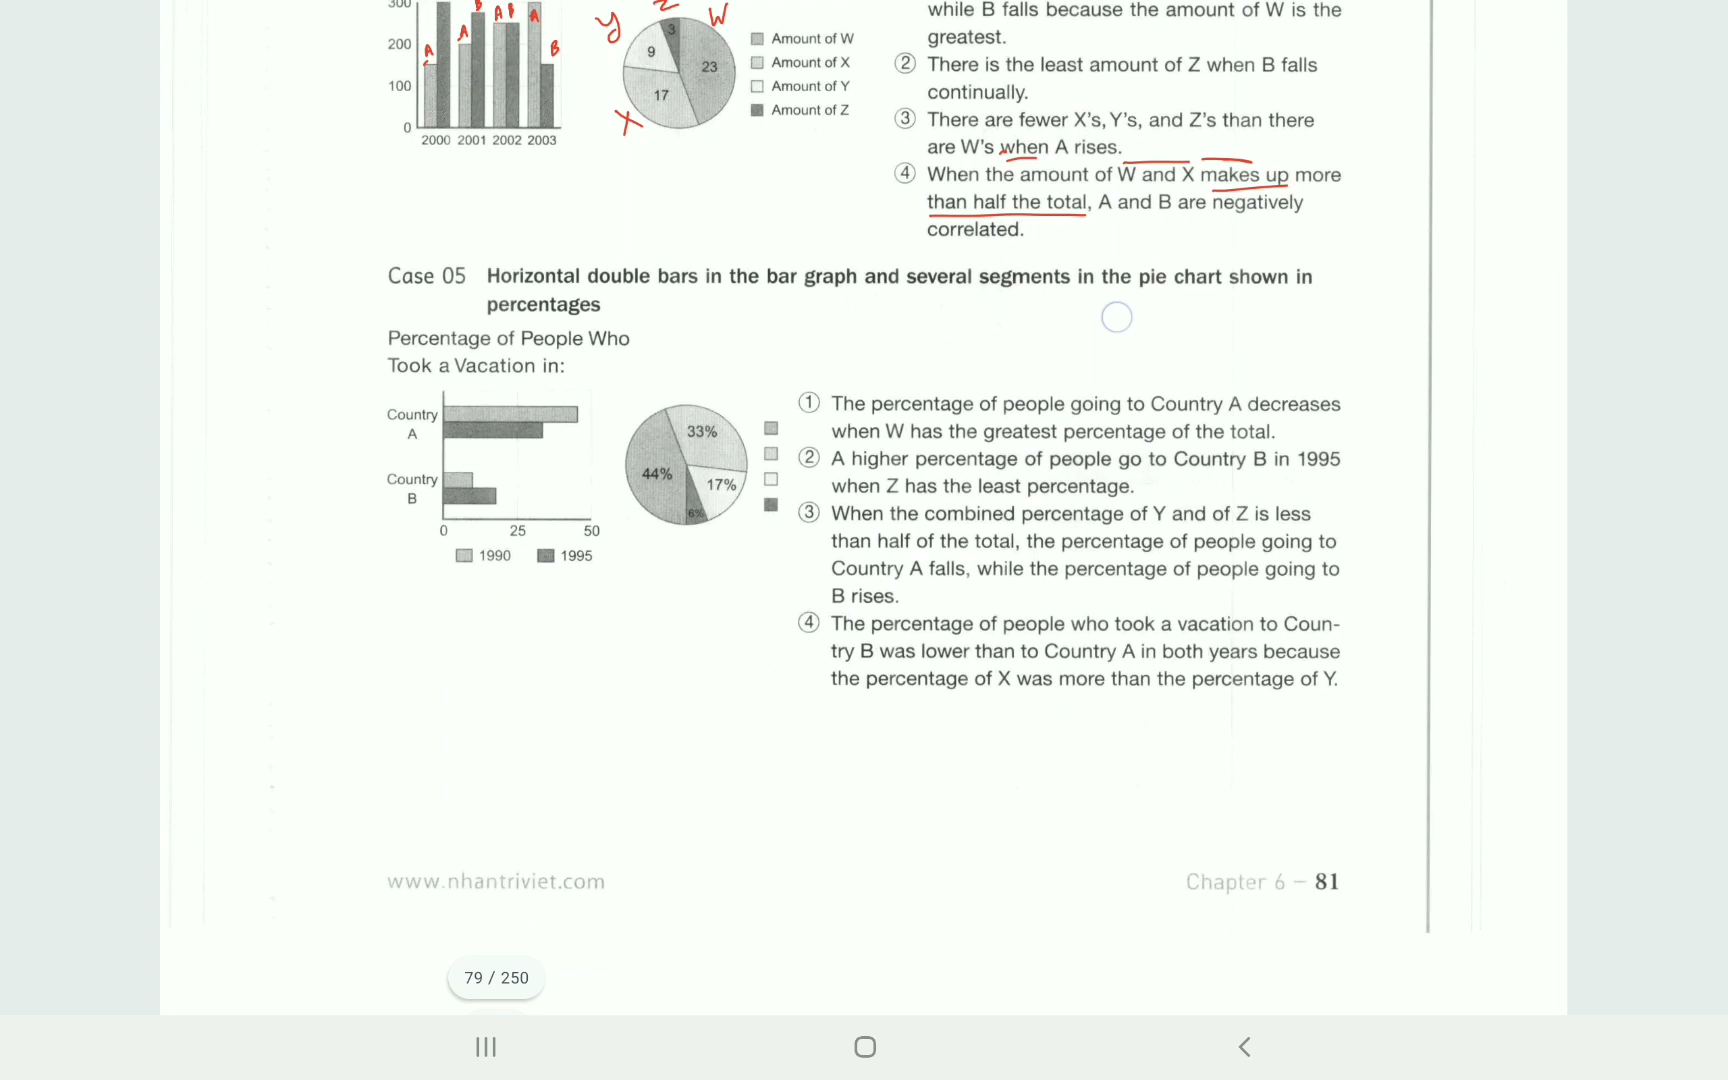 300
200
100
0
2000 2001 2002 2003
A
A
B
A B
A
B
y
z
W
X
3
9
23
17
Amount of W
Amount of X
Amount of Y
Amount of Z
while B falls because the amount of W is the
greatest.
② There is the least amount of Z when B falls
continually.
③ There are fewer X's, Y's, and Z's than there
are W's when A rises.
④ When the amount of W and X makes up more
than half the total, A and B are negatively
correlated.
Case 05 Horizontal double bars in the bar graph and several segments in the pie chart shown in
percentages
Percentage of People Who
Took a Vacation in:
Country
A
Country
B
0 25 50
1990 1995
33%
44%
17%
6%
① The percentage of people going to Country A decreases
when W has the greatest percentage of the total.
② A higher percentage of people go to Country B in 1995
when Z has the least percentage.
③ When the combined percentage of Y and of Z is less
than half of the total, the percentage of people going to
Country A falls, while the percentage of people going to
B rises.
④ The percentage of people who took a vacation to Coun-
try B was lower than to Country A in both years because
the percentage of X was more than the percentage of Y.
www.nhantriviet.com
Chapter 6 – 81
79 / 250